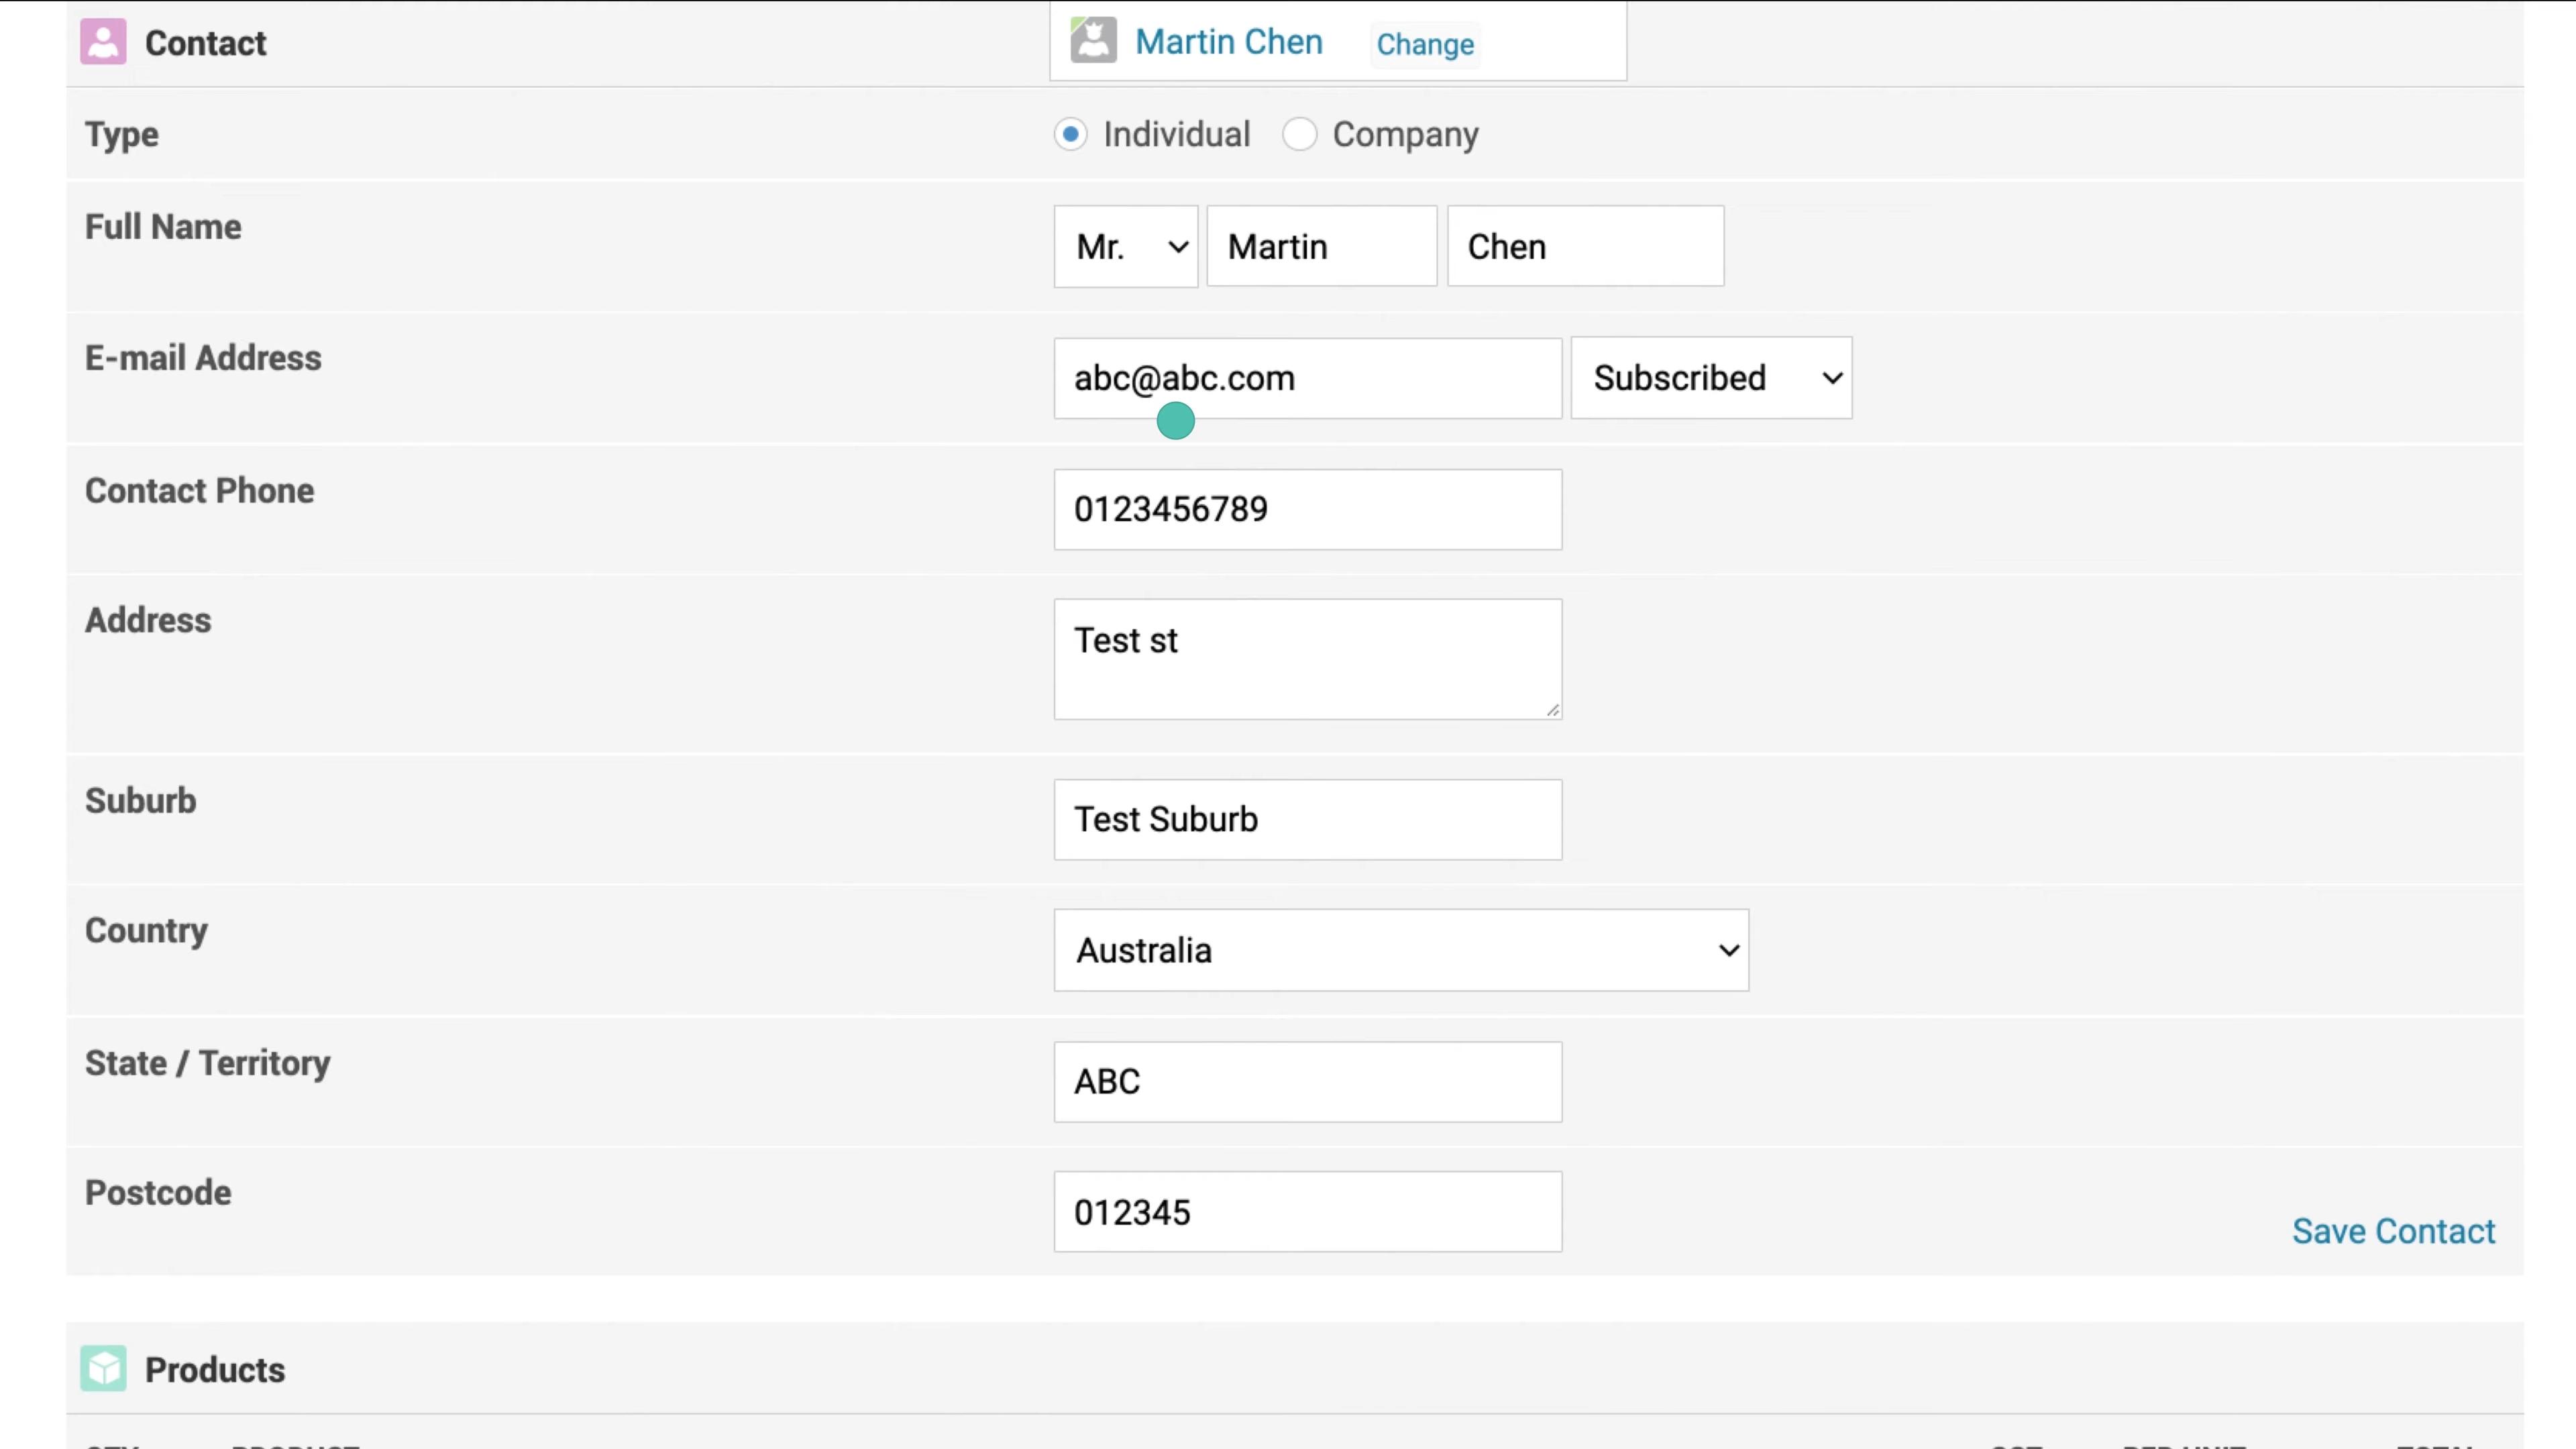 Contact
Martin Chen Change
Type
Individual Company
Full Name
Mr. Martin Chen
E-mail Address
abc@abc.com Subscribed
Contact Phone
0123456789
Address
Test st
Suburb
Test Suburb
Country
Australia
State / Territory
ABC
Postcode
012345
Save Contact
Products